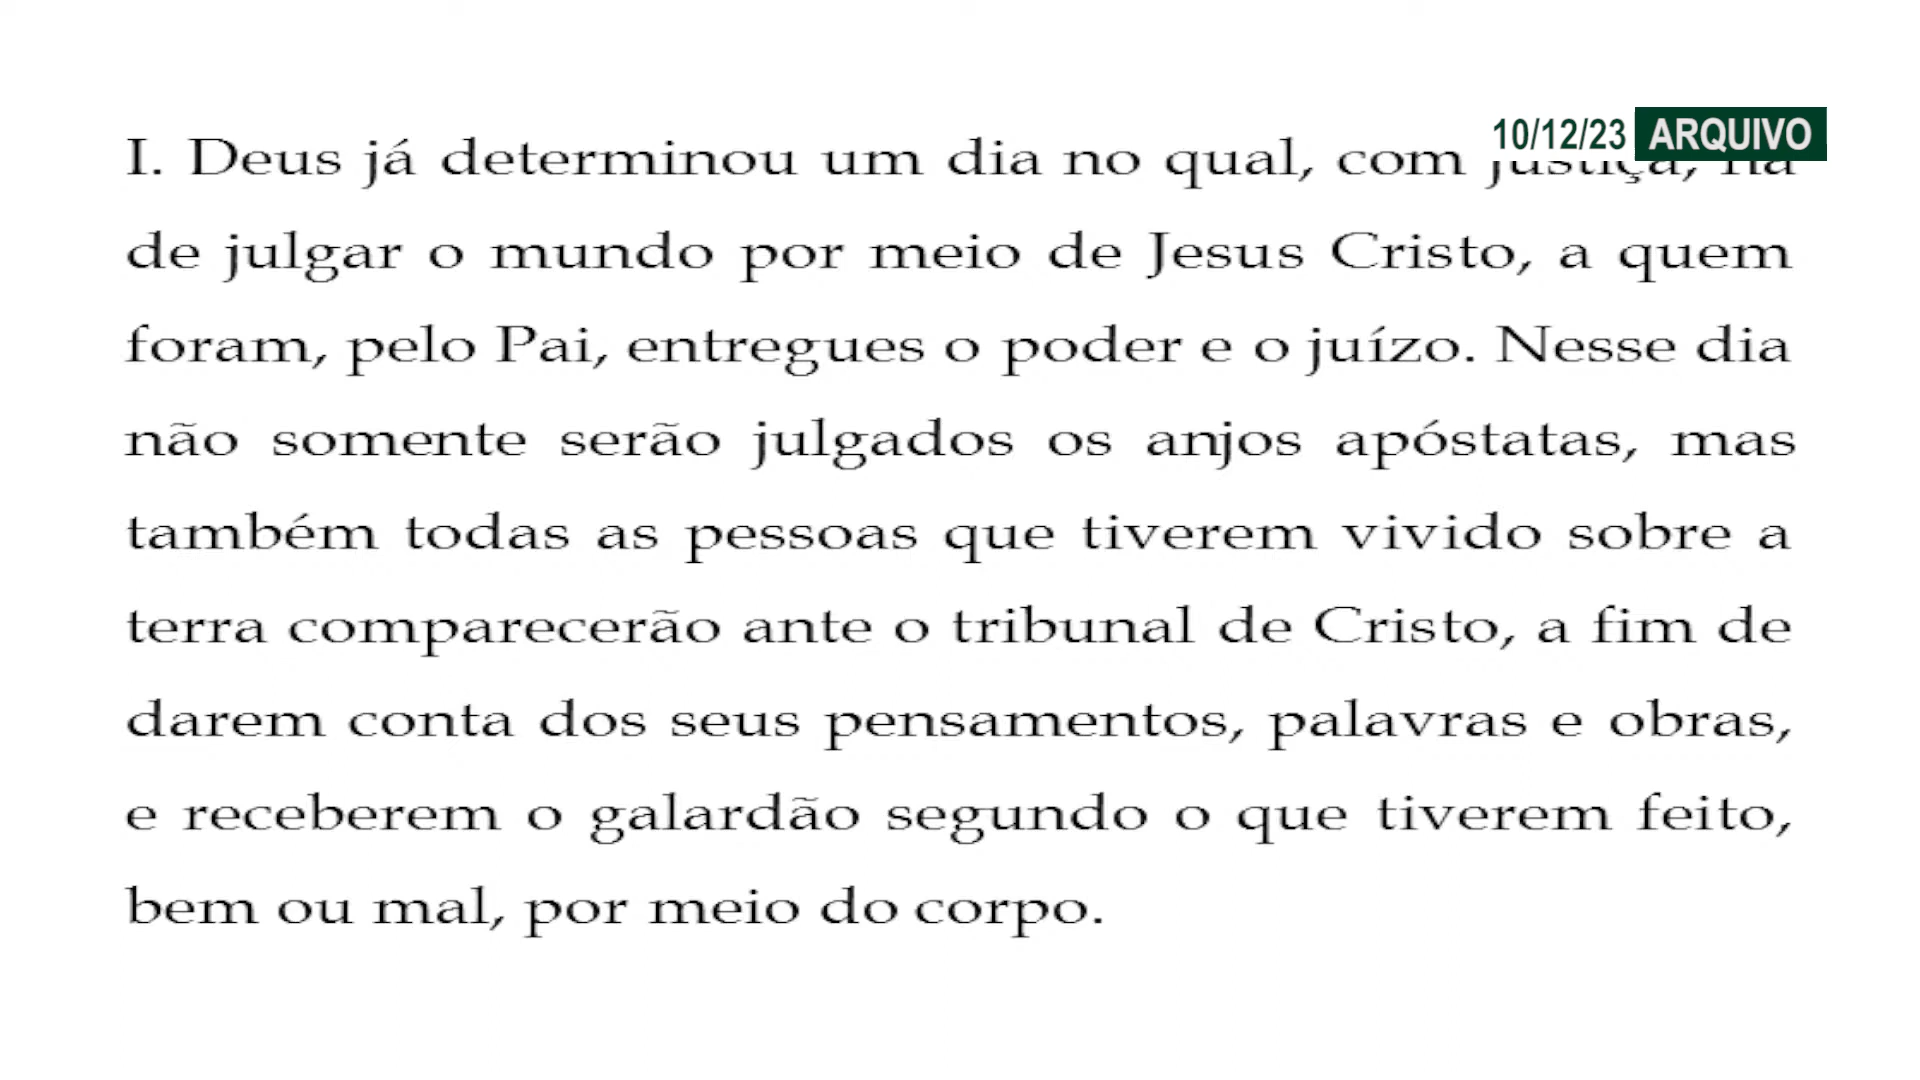 10/12/23 ARQUIVO
I. Deus já determinou um dia no qual, com justiça, há
de julgar o mundo por meio de Jesus Cristo, a quem
foram, pelo Pai, entregues o poder e o juízo. Nesse dia
não somente serão julgados os anjos apóstatas, mas
também todas as pessoas que tiverem vivido sobre a
terra comparecerão ante o tribunal de Cristo, a fim de
darem conta dos seus pensamentos, palavras e obras,
e receberem o galardão segundo o que tiverem feito,
bem ou mal, por meio do corpo.